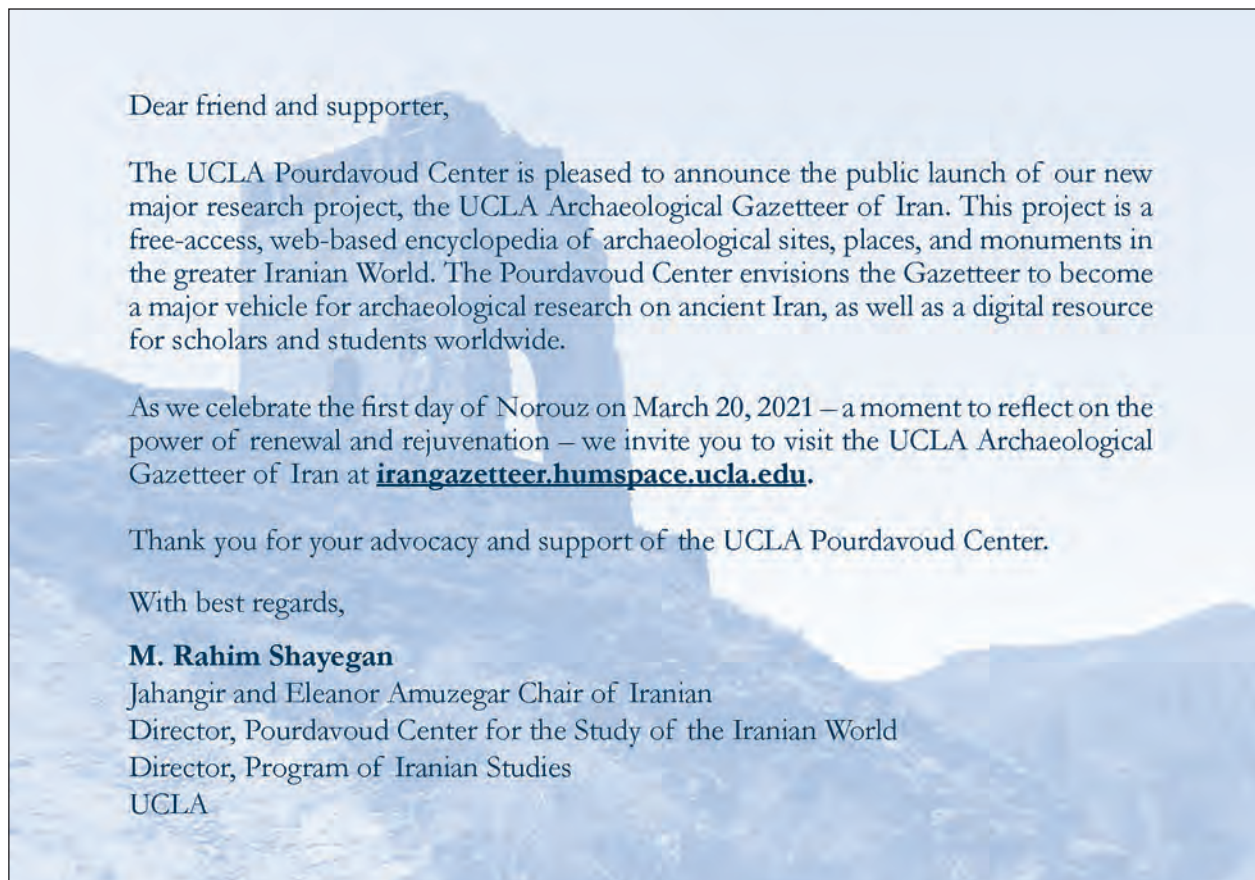 Dear friend and supporter,
The UCLA Pourdavoud Center is pleased to announce the public launch of our new
major research project, the UCLA Archaeological Gazetteer of Iran. This project is a
free-access, web-based encyclopedia of archaeological sites, places, and monuments in
the greater Iranian World. The Pourdavoud Center envisions the Gazetteer to become
a major vehicle for archaeological research on ancient Iran, as well as a digital resource
for scholars and students worldwide.
As we celebrate the first day of Norouz on March 20, 2021 – a moment to reflect on the
power of renewal and rejuvenation – we invite you to visit the UCLA Archaeological
Gazetteer of Iran at irangazetteer.humspace.ucla.edu.
Thank you for your advocacy and support of the UCLA Pourdavoud Center.
With best regards,
M. Rahim Shayegan
Jahangir and Eleanor Amuzegar Chair of Iranian
Director, Pourdavoud Center for the Study of the Iranian World
Director, Program of Iranian Studies
UCLA